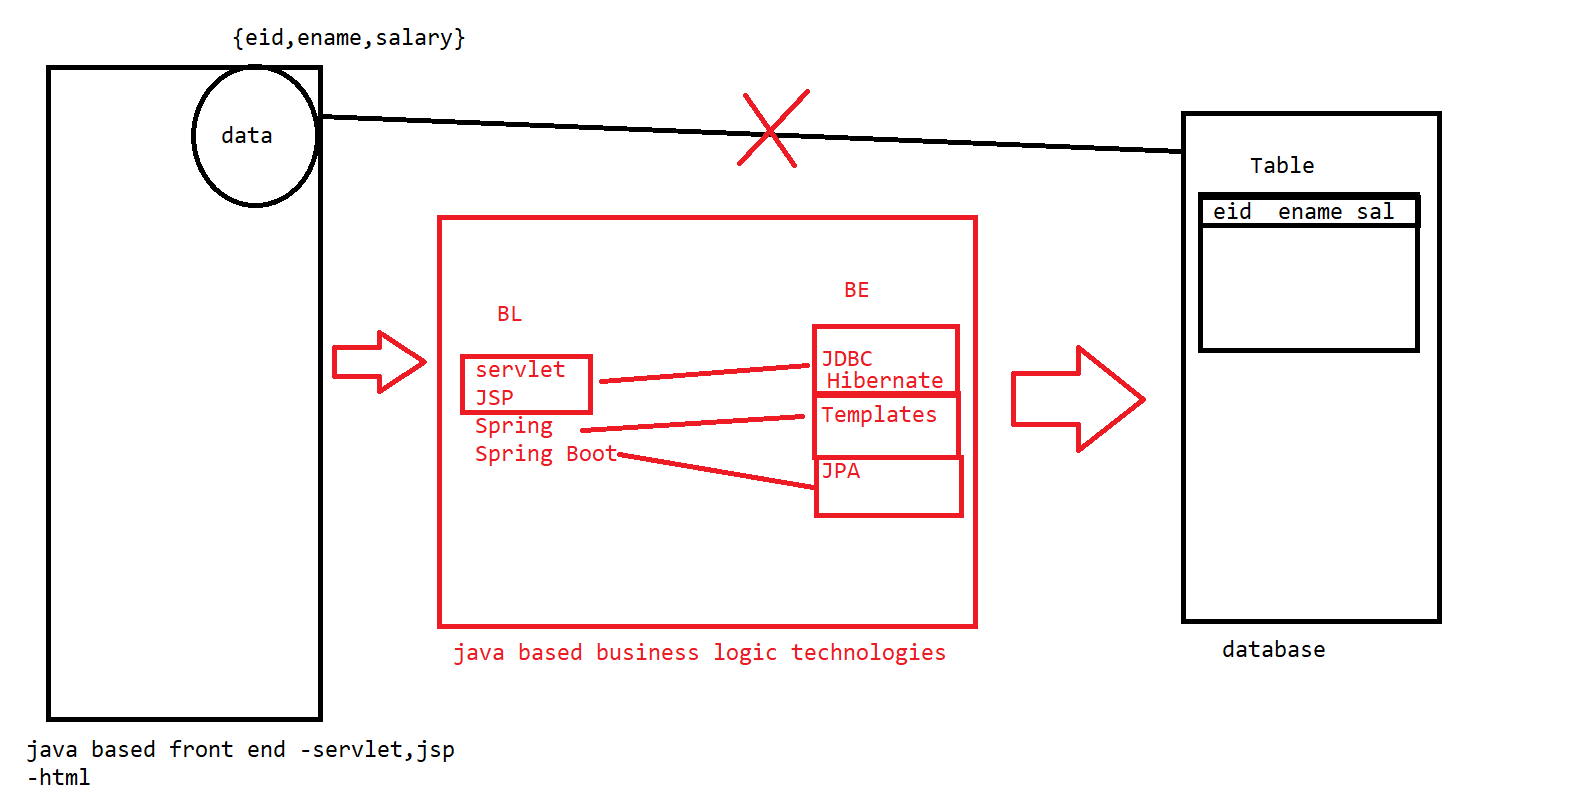 {eid,ename,salary}
data
Table
eid ename sal
BE
BL
servlet
JSP
Spring
Spring Boot
JDBC
Hibernate
Templates
JPA
java based business logic technologies
database
java based front end -servlet,jsp
-html